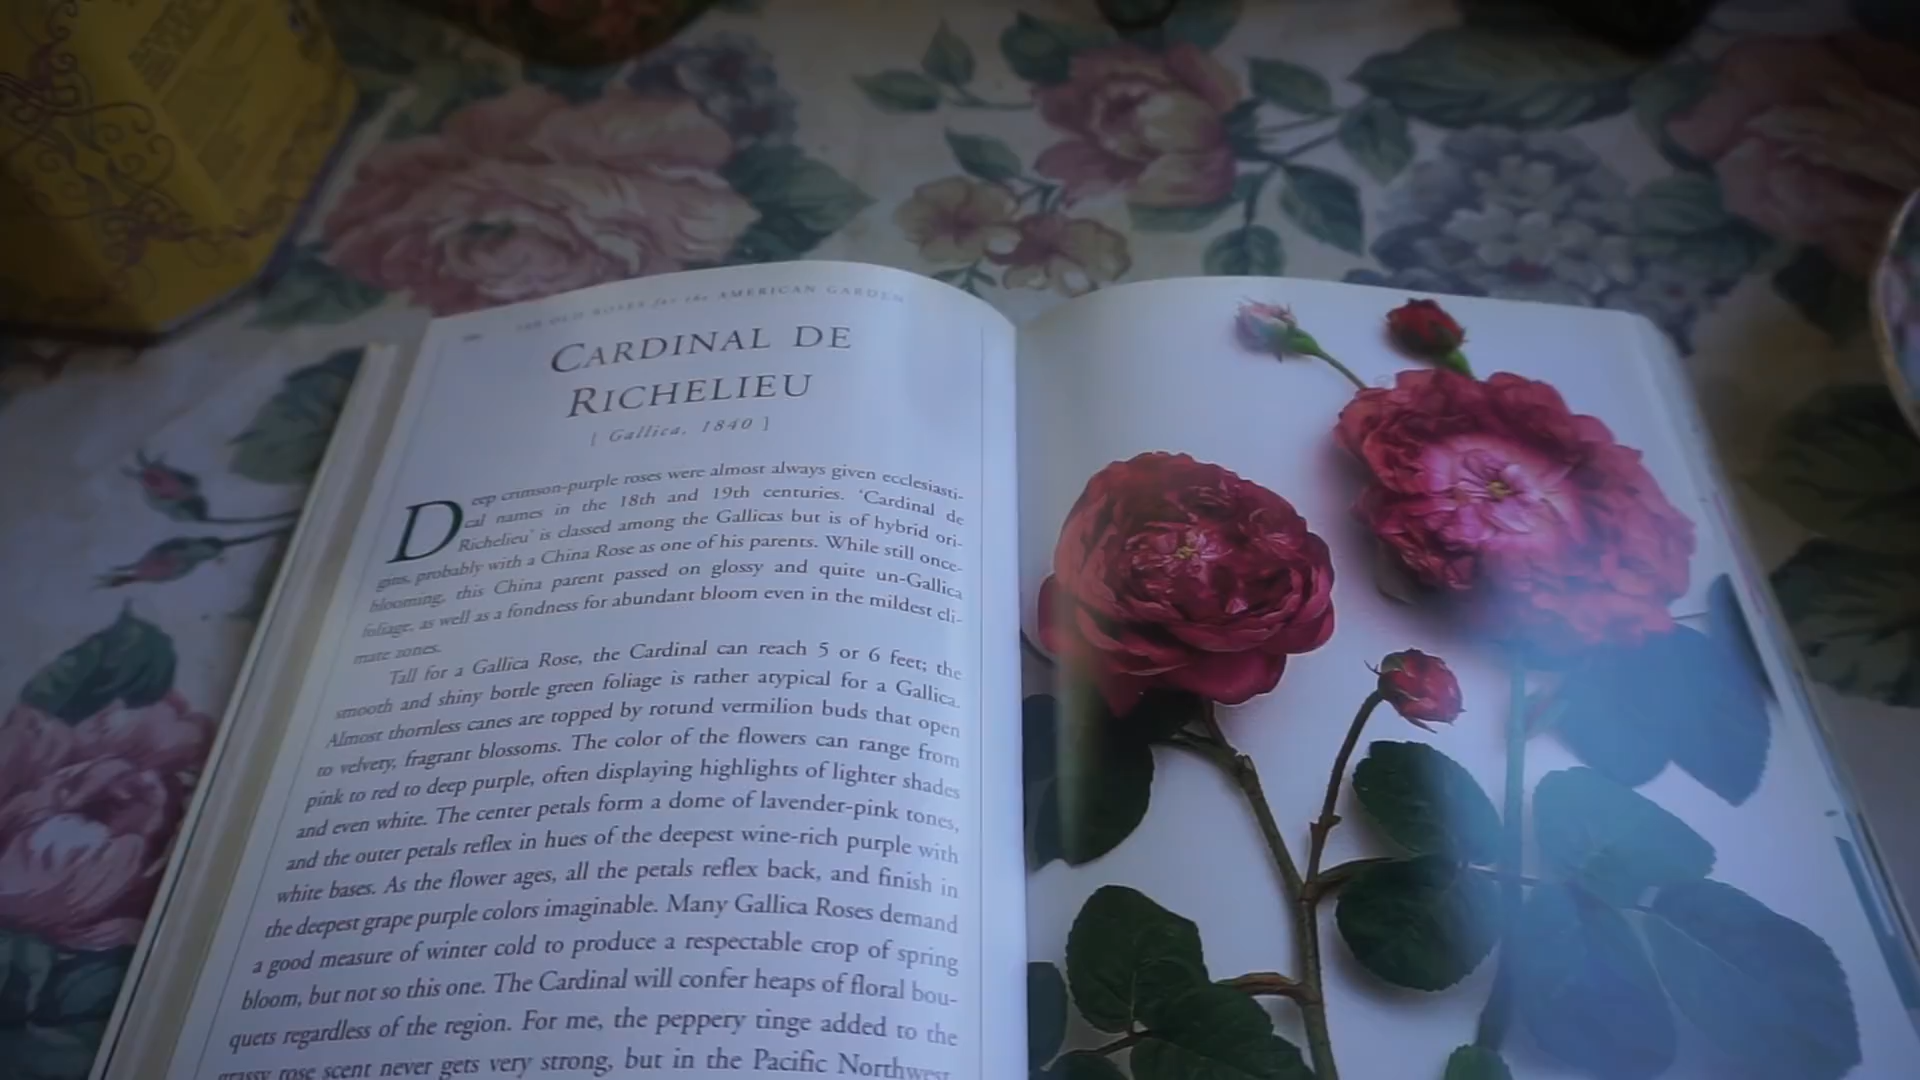 100 OLD ROSES for the AMERICAN GARDEN
CARDINAL DE
RICHELIEU
[ Gallica, 1840 ]
Deep crimson-purple roses were almost always given ecclesiasti-
cal names in the 18th and 19th centuries. 'Cardinal de
Richelieu' is classed among the Gallicas but is of hybrid ori-
gins, probably with a China Rose as one of his parents. While still once-
blooming, this China parent passed on glossy and quite un-Gallica
foliage, as well as a fondness for abundant bloom even in the mildest cli-
mate zones.
Tall for a Gallica Rose, the Cardinal can reach 5 or 6 feet; the
smooth and shiny bottle green foliage is rather atypical for a Gallica.
Almost thornless canes are topped by rotund vermilion buds that open
to velvety, fragrant blossoms. The color of the flowers can range from
pink to red to deep purple, often displaying highlights of lighter shades
and even white. The center petals form a dome of lavender-pink tones,
and the outer petals reflex in hues of the deepest wine-rich purple with
white bases. As the flower ages, all the petals reflex back, and finish in
the deepest grape purple colors imaginable. Many Gallica Roses demand
a good measure of winter cold to produce a respectable crop of spring
bloom, but not so this one. The Cardinal will confer heaps of floral bou-
quets regardless of the region. For me, the peppery tinge added to the
grassy rose scent never gets very strong, but in the Pacific Northwest,